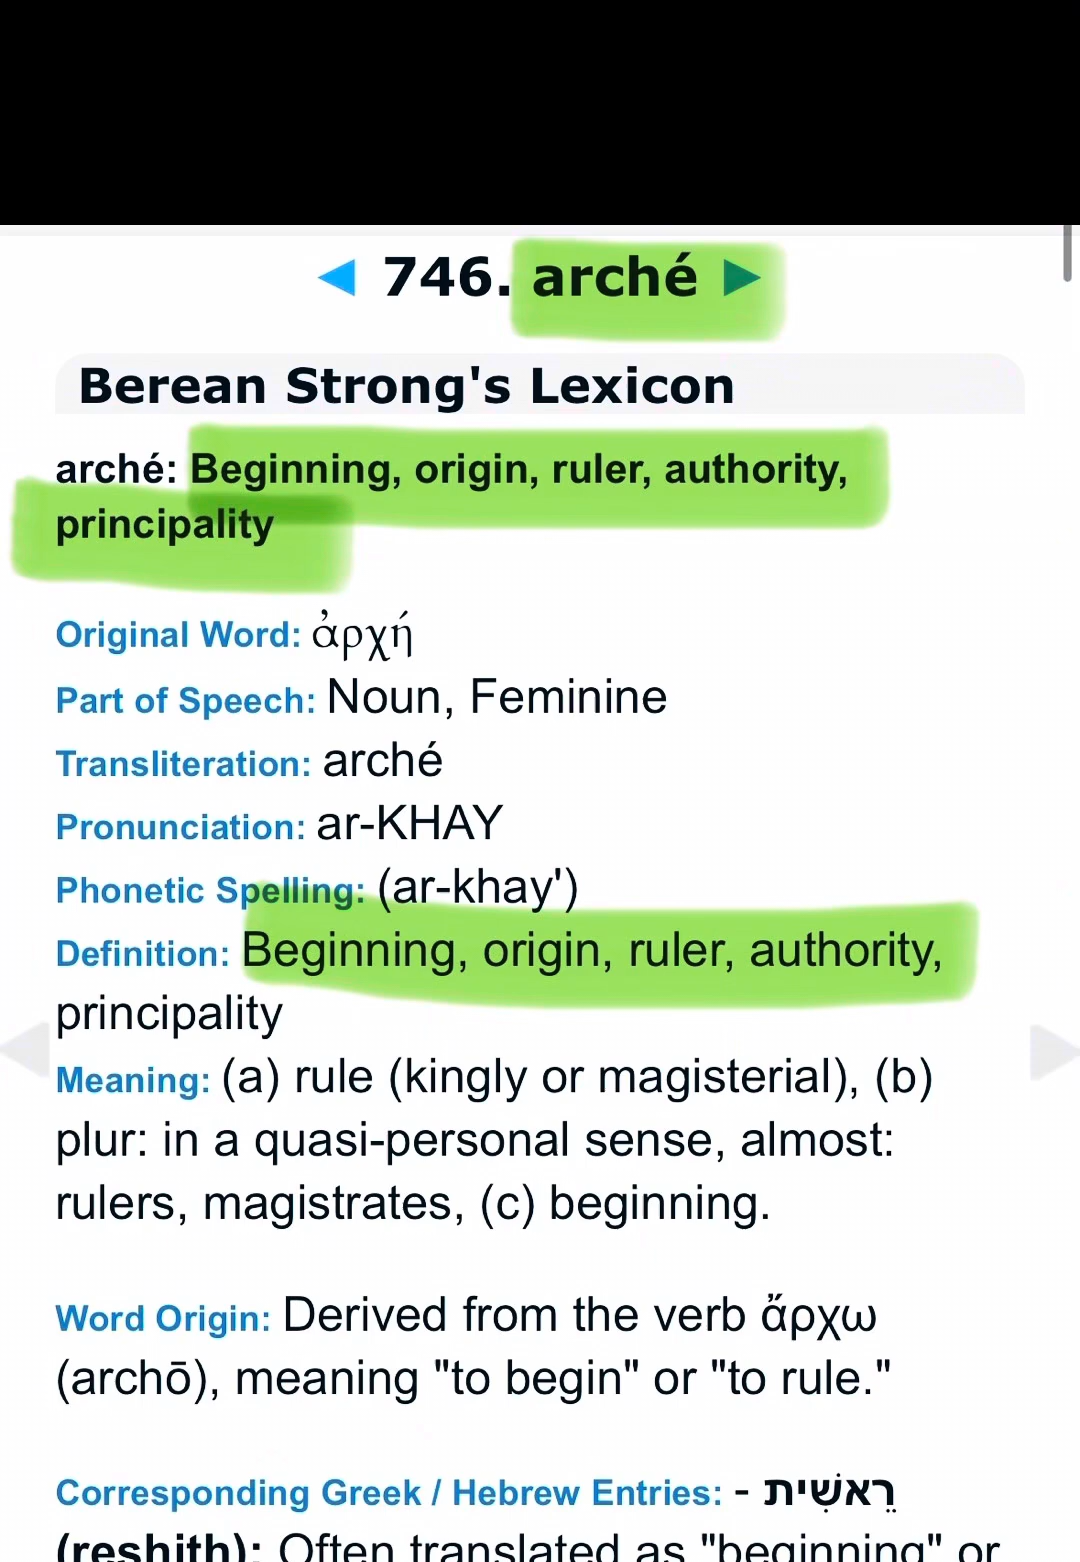 ◀ 746. arché ▶
Berean Strong's Lexicon
arché: Beginning, origin, ruler, authority,
principality
Original Word: ἀρχή
Part of Speech: Noun, Feminine
Transliteration: arché
Pronunciation: ar-KHAY
Phonetic Spelling: (ar-khay')
Definition: Beginning, origin, ruler, authority,
principality
Meaning: (a) rule (kingly or magisterial), (b)
plur: in a quasi-personal sense, almost:
rulers, magistrates, (c) beginning.
Word Origin: Derived from the verb ἄρχω
(archō), meaning "to begin" or "to rule."
Corresponding Greek / Hebrew Entries: - רֵאשִׁית
(reshith): Often translated as "beginning" or